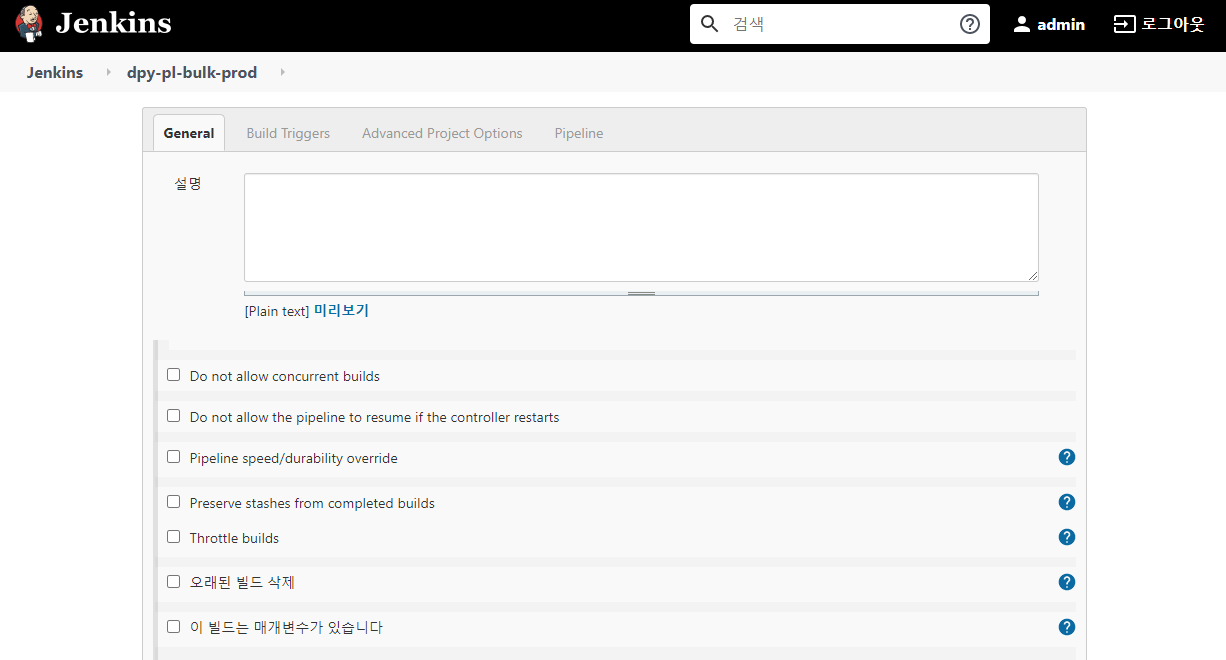 Jenkins
검색
admin
로그아웃
Jenkins
dpy-pl-bulk-prod
General
Build Triggers
Advanced Project Options
Pipeline
설명
[Plain text] 미리보기
Do not allow concurrent builds
Do not allow the pipeline to resume if the controller restarts
Pipeline speed/durability override
Preserve stashes from completed builds
Throttle builds
오래된 빌드 삭제
이 빌드는 매개변수가 있습니다